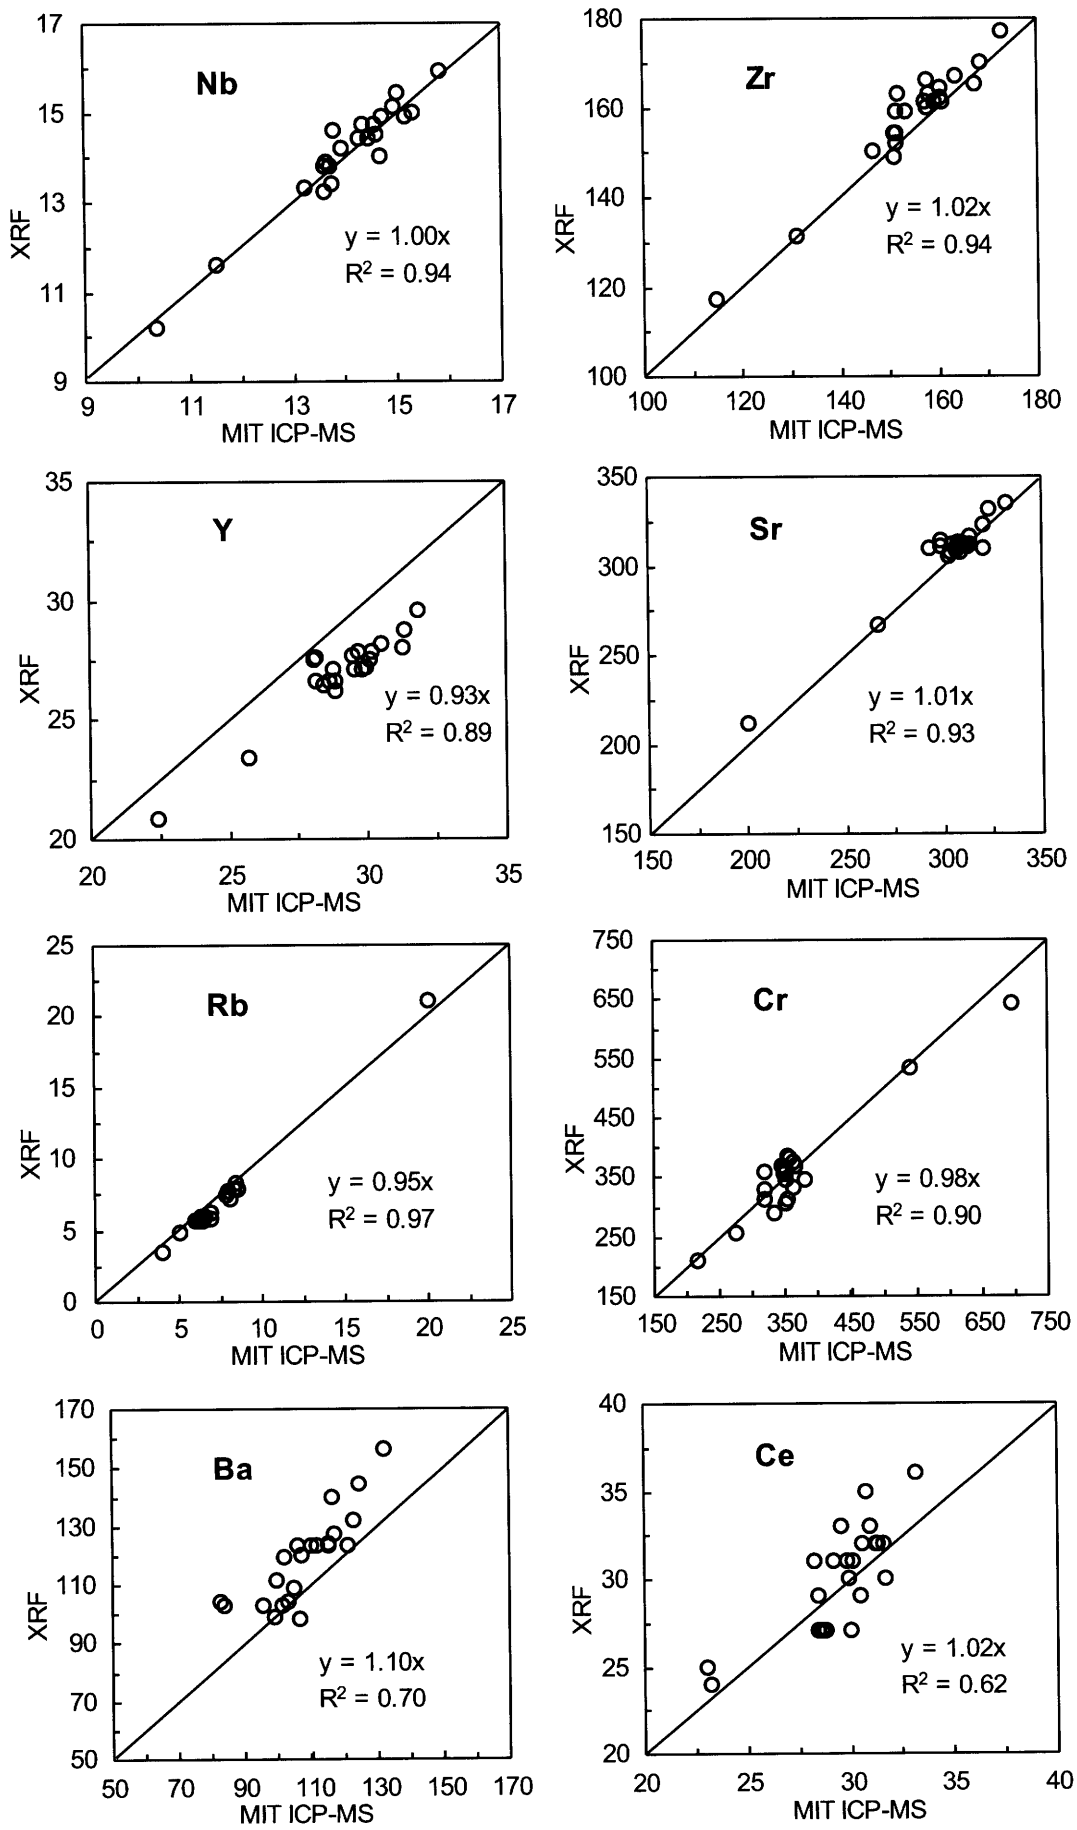 17
15
13
11
9
XRF
Nb
y = 1.00x
R² = 0.94
9 11 13 15 17
MIT ICP-MS
180
160
140
120
100
XRF
Zr
y = 1.02x
R² = 0.94
100 120 140 160 180
MIT ICP-MS
35
30
25
20
XRF
Y
y = 0.93x
R² = 0.89
20 25 30 35
MIT ICP-MS
350
300
250
200
150
XRF
Sr
y = 1.01x
R² = 0.93
150 200 250 300 350
MIT ICP-MS
25
20
15
10
5
0
XRF
Rb
y = 0.95x
R² = 0.97
0 5 10 15 20 25
MIT ICP-MS
750
650
550
450
350
250
150
XRF
Cr
y = 0.98x
R² = 0.90
150 250 350 450 550 650 750
MIT ICP-MS
170
150
130
110
90
70
50
XRF
Ba
y = 1.10x
R² = 0.70
50 70 90 110 130 150 170
MIT ICP-MS
40
35
30
25
20
XRF
Ce
y = 1.02x
R² = 0.62
20 25 30 35 40
MIT ICP-MS